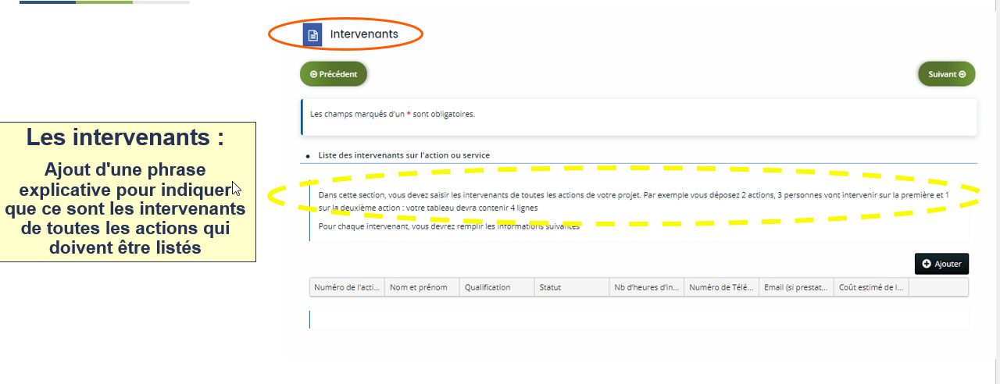 Intervenants
Précédent
Suivant
Les champs marqués d'un * sont obligatoires.
Les intervenants :
Ajout d'une phrase
explicative pour indiquer
que ce sont les intervenants
de toutes les actions qui
doivent être listés
Liste des intervenants sur l'action ou service
Dans cette section, vous devez saisir les intervenants de toutes les actions de votre projet. Par exemple vous déposez 2 actions, 3 personnes vont intervenir sur la première et 1
sur la deuxième action : votre tableau devra contenir 4 lignes
Pour chaque intervenant, vous devrez remplir les informations suivantes
Ajouter
Numéro de l'acti... Nom et prénom Qualification Statut Nb d'heures d'in... Numéro de Télé... Email (si prestat... Coût estimé de l...